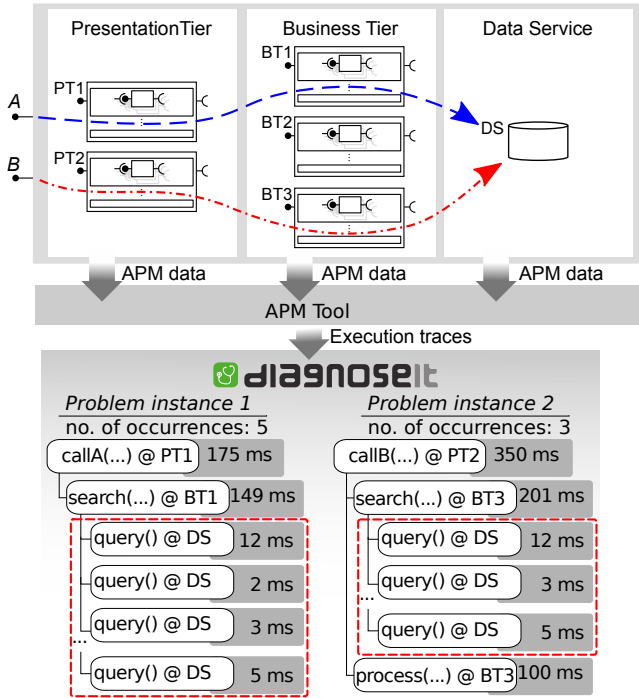 PresentationTier
Business Tier
Data Service
A
B
PT1
PT2
BT1
BT2
BT3
DS
APM data
APM data
APM data
APM Tool
Execution traces
diagnoseIt
Problem instance 1
no. of occurrences: 5
callA(...) @ PT1 175 ms
search(...) @ BT1 149 ms
query() @ DS 12 ms
query() @ DS 2 ms
query() @ DS 3 ms
...
query() @ DS 5 ms
Problem instance 2
no. of occurrences: 3
callB(...) @ PT2 350 ms
search(...) @ BT3 201 ms
query() @ DS 12 ms
query() @ DS 3 ms
...
query() @ DS 5 ms
process(...) @ BT3 100 ms